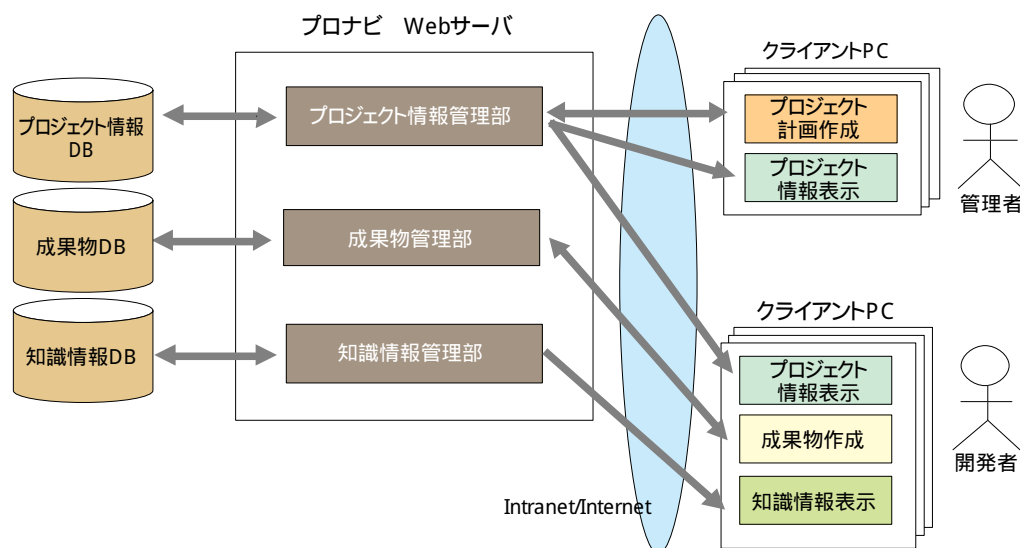 プロナビ Webサーバ
クライアントPC
プロジェクト情報
DB
プロジェクト情報管理部
プロジェクト
計画作成
プロジェクト
情報表示
管理者
成果物DB
成果物管理部
クライアントPC
知識情報DB
知識情報管理部
プロジェクト
情報表示
成果物作成
開発者
知識情報表示
Intranet/Internet